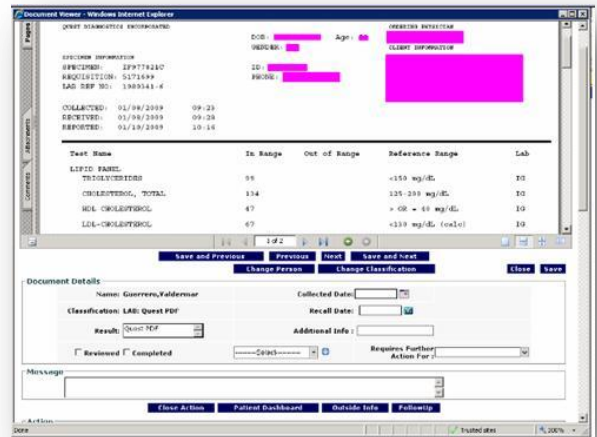 Document Viewer - Windows Internet Explorer
Pages
Attachments
Comments
QUEST DIAGNOSTICS INCORPORATED
ORDERING PHYSICIAN
DOB: Age:
GENDER:
CLIENT INFORMATION
SPECIMEN INFORMATION
SPECIMEN: ID:
REQUISITION: 5171699 PHONE:
LAB REF NO:
COLLECTED: 01/09/2009 09:23
RECEIVED: 01/09/2009 09:28
REPORTED: 01/10/2009 10:16
Test Name In Range Out of Range Reference Range Lab
LIPID PANEL
TRIGLYCERIDES <150 mg/dL IG
CHOLESTEROL, TOTAL 134 125-200 mg/dL IG
HDL CHOLESTEROL 47 > OR = 40 mg/dL IG
LDL-CHOLESTEROL 67 <130 mg/dL (calc) IG
1 of 2
Save and Previous Previous Next Save and Next
Change Person Change Classification Close Save
Document Details
Name: Guerrero,Valdermar Collected Date:
Classification: LAB: Quest PDF Recall Date:
Result: Quest PDF Additional Info :
Reviewed Completed ------Select------ Requires Further Action For :
Message
Close Action Patient Dashboard Outside Info FollowUp
Action
Done Trusted sites 100%